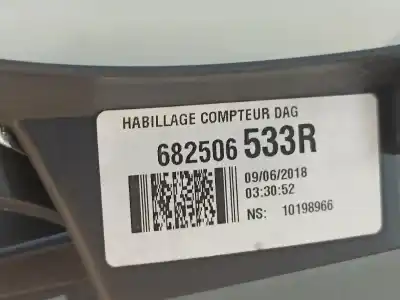 HABILLAGE COMPTEUR DAG
682506 533R
09/06/2018
03:30:52
NS: 10198966